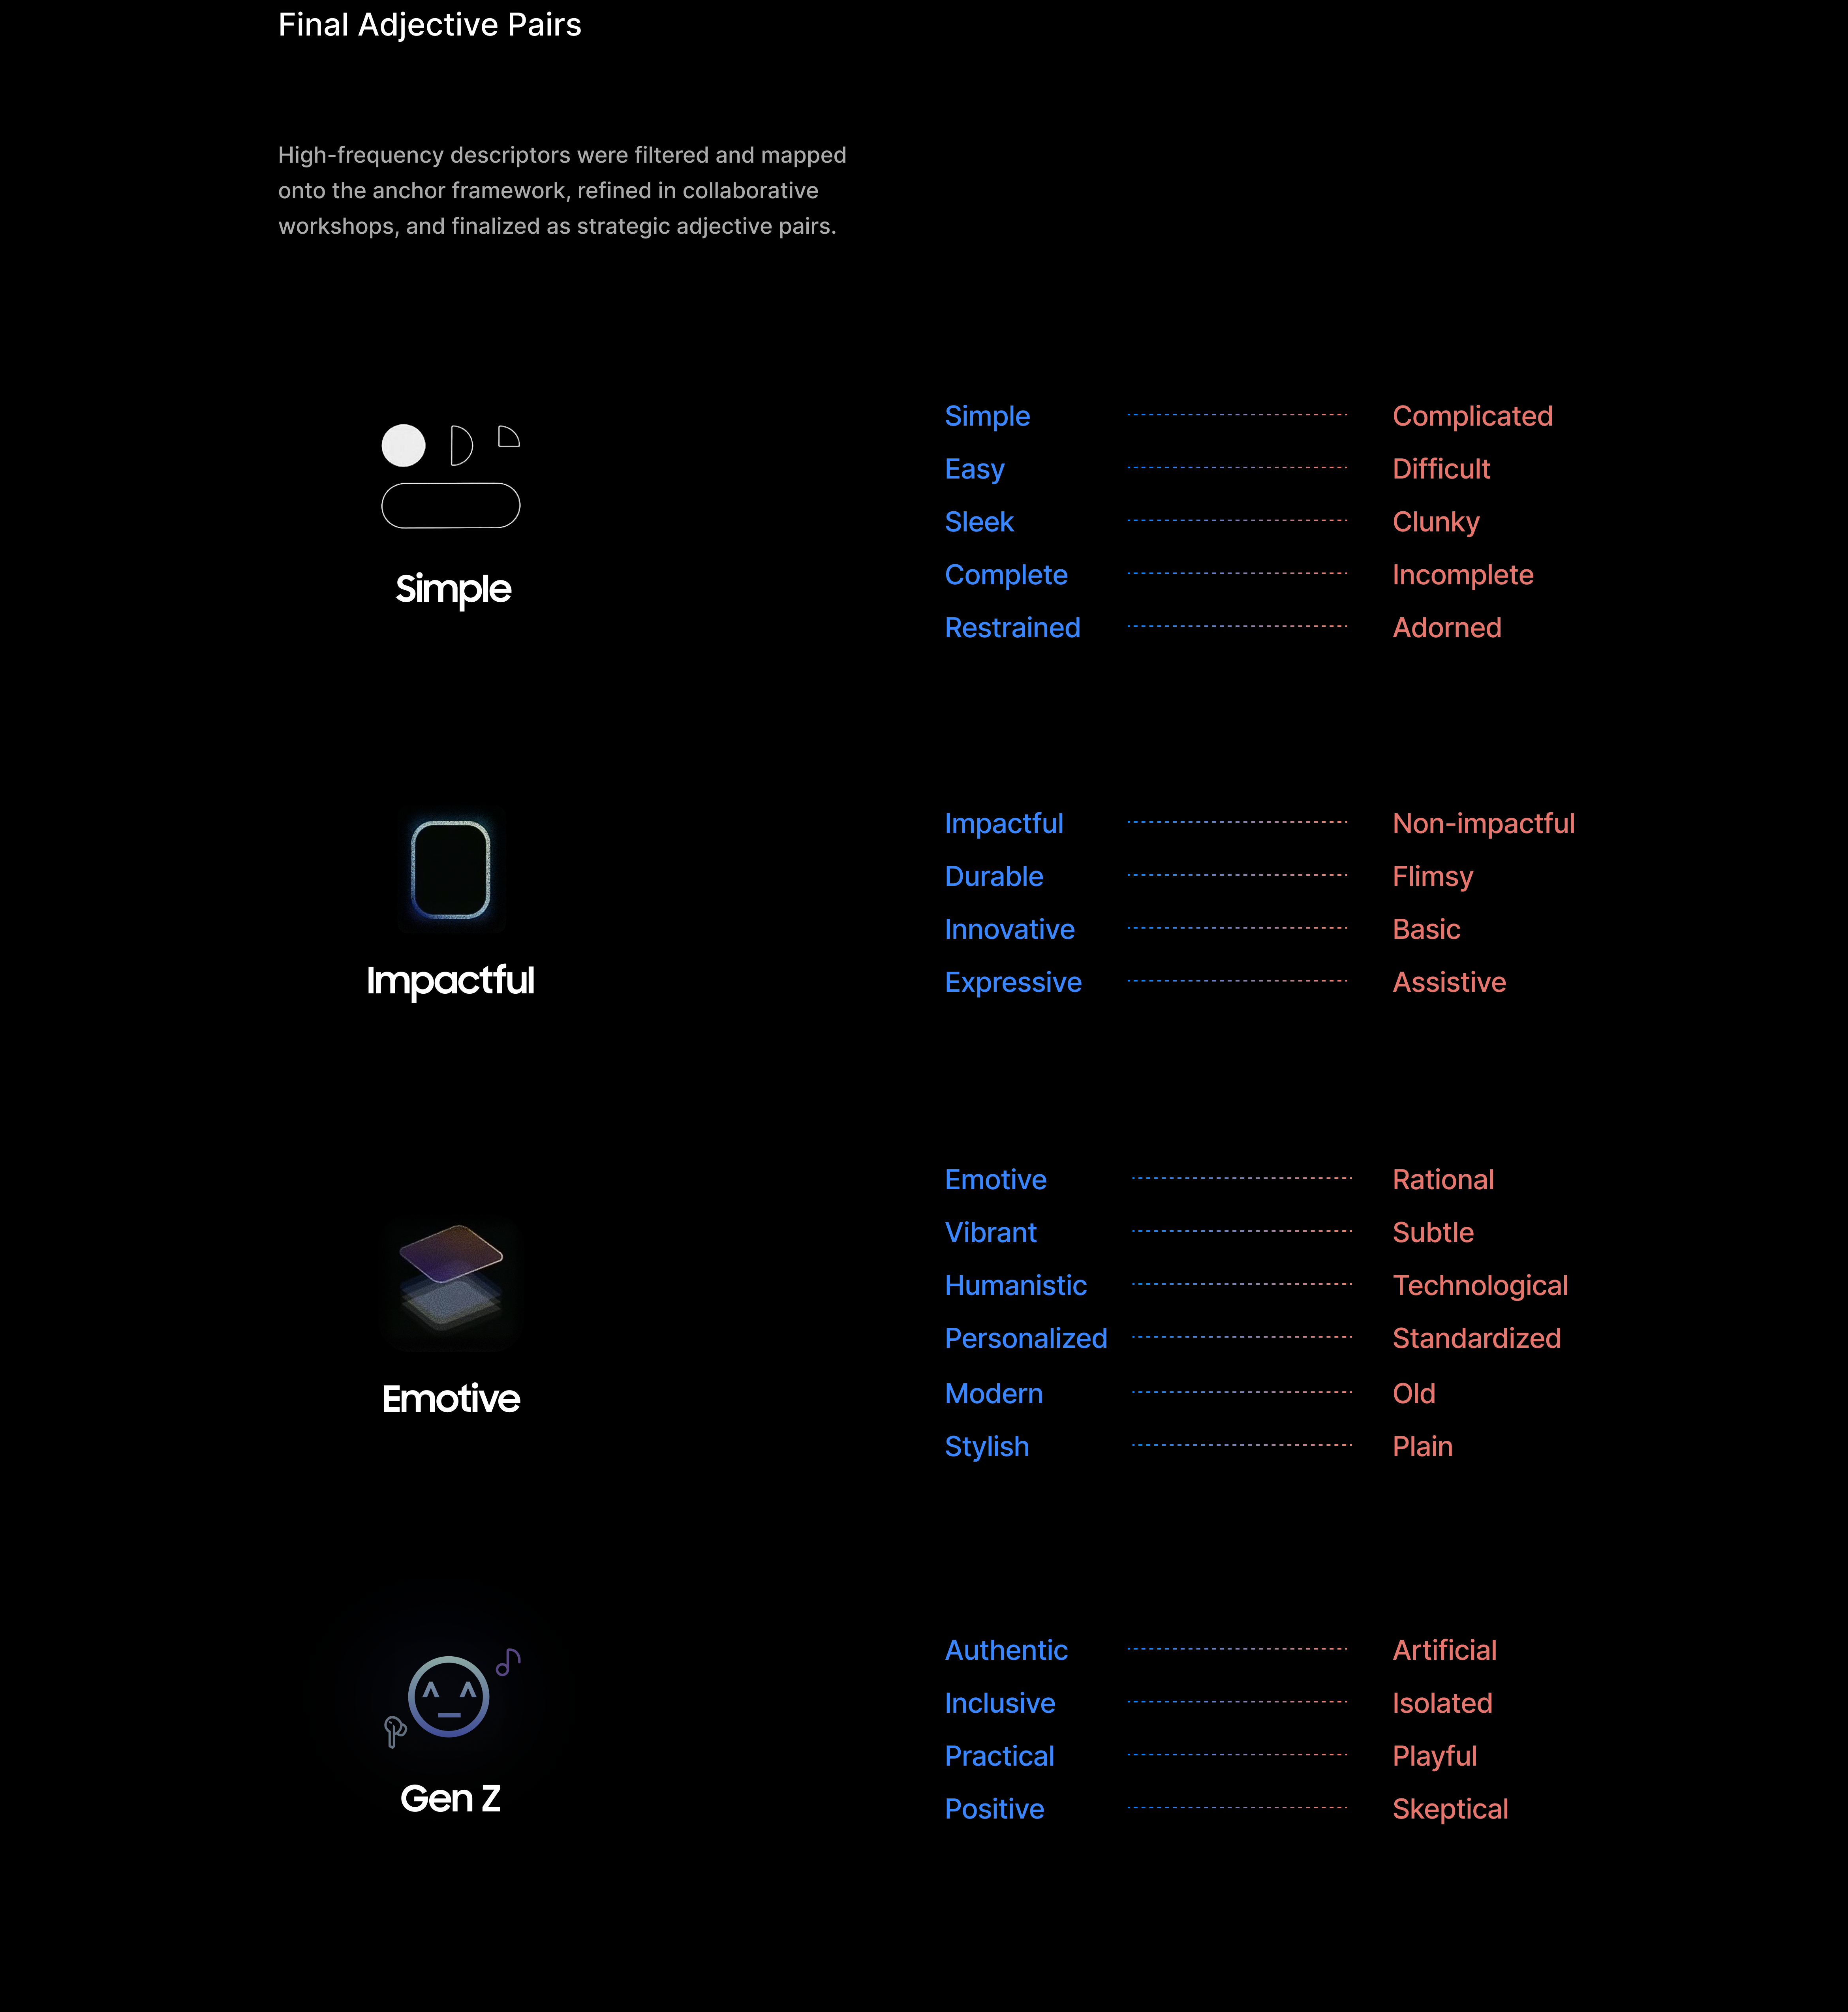 Final Adjective Pairs
High-frequency descriptors were filtered and mapped
onto the anchor framework, refined in collaborative
workshops, and finalized as strategic adjective pairs.
Simple
Simple Complicated
Easy Difficult
Sleek Clunky
Complete Incomplete
Restrained Adorned
Impactful
Impactful Non-impactful
Durable Flimsy
Innovative Basic
Expressive Assistive
Emotive
Emotive Rational
Vibrant Subtle
Humanistic Technological
Personalized Standardized
Modern Old
Stylish Plain
Gen Z
Authentic Artificial
Inclusive Isolated
Practical Playful
Positive Skeptical